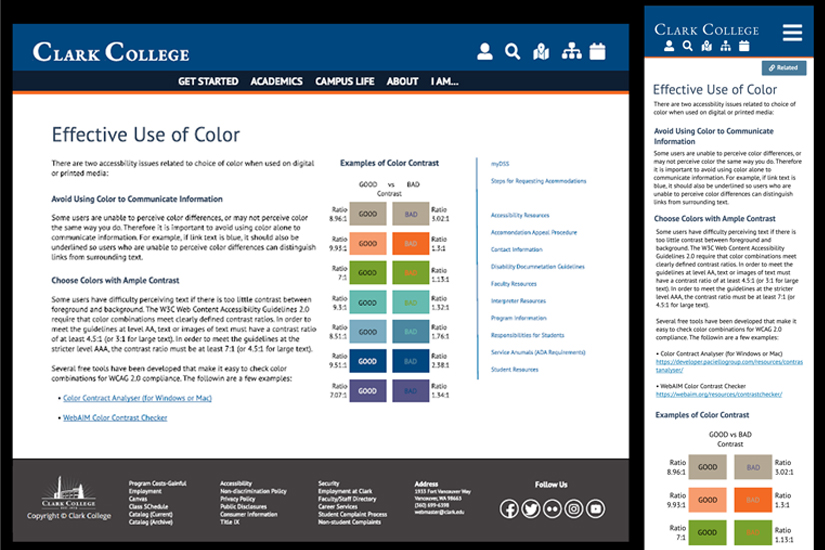 CLARK COLLEGE
GET STARTED ACADEMICS CAMPUS LIFE ABOUT I AM...
Effective Use of Color
There are two accessbility issues related to choice of color when used on digital
or printed media:
Avoid Using Color to Communicate Information
Some users are unable to perceive color differences, or may not perceive color
the same way you do. Therefore it is important to avoid using color alone to
communicate information. For example, if link text is blue, it should also be
underlined so users who are unable to perceive color differences can distinguish
links from surrounding text.
Choose Colors with Ample Contrast
Some users have difficulty perceiving text if there is too little contrast between
foreground and background. The W3C Web Content Accessibility Guidelines 2.0
require that color combinations meet clearly defined contrast ratios. In order to
meet the guidelines at level AA, text or images of text must have a contrast ratio
of at least 4.5:1 (or 3:1 for large text). In order to meet the guidelines at the
stricter level AAA, the contrast ratio must be at least 7:1 (or 4.5:1 for large text).
Several free tools have been developed that make it easy to check color
combinations for WCAG 2.0 compliance. The followin are a few examples:
• Color Contract Analyser (for Windows or Mac)
• WebAIM Color Contrast Checker
Examples of Color Contrast
GOOD vs BAD
Contrast
Ratio 8.96:1 GOOD BAD Ratio 3.02:1
Ratio 9.93:1 GOOD BAD Ratio 1.3:1
Ratio 7:1 GOOD BAD Ratio 1.13:1
Ratio 9.3:1 GOOD BAD Ratio 1.32:1
Ratio 8.51:1 GOOD BAD Ratio 1.76:1
Ratio 9.51:1 GOOD BAD Ratio 2.38:1
Ratio 7.07:1 GOOD BAD Ratio 1.34:1
myDSS
Steps for Requesting Acommodations
Accessibility Resources
Accomondation Appeal Procedure
Contact Information
Disability Documentation Guidelines
Faculty Resources
Interpreter Resources
Program Information
Responsibilities for Students
Service Anumals (ADA Requirements)
Student Resources
CLARK COLLEGE
Copyright © Clark College
Program Costs-Gainful
Employment
Canvas
Class SChedule
Catalog (Current)
Catalog (Archive)
Accessibility
Non-discrimination Policy
Privacy Policy
Public Disclosures
Consumer Information
Title IX
Security
Employment at Clark
Faculty/Staff Directory
Career Services
Student Complaint Process
Non-student Complaints
Address
1933 Fort Vancouver Way
Vancouver, WA 98663
(360) 699-6398
webmaster@clark.edu
Follow Us
CLARK COLLEGE
Related
Effective Use of Color
There are two accessbility issues related to choice of
color when used on digital or printed media:
Avoid Using Color to Communicate
Information
Some users are unable to perceive color differences, or
may not perceive color the same way you do. Therefore
it is important to avoid using color alone to
communicate information. For example, if link text is
blue, it should also be underlined so users who are
unable to perceive color differences can distinguish
links from surrounding text.
Choose Colors with Ample Contrast
Some users have difficulty perceiving text if there is
too little contrast between foreground and
background. The W3C Web Content Accessibility
Guidelines 2.0 require that color combinations meet
clearly defined contrast ratios. In order to meet the
guidelines at level AA, text or images of text must have
a contrast ratio of at least 4.5:1 (or 3:1 for large
text). In order to meet the guidelines at the stricter
level AAA, the contrast ratio must be at least 7:1 (or
4.5:1 for large text).
Several free tools have been developed that make it
easy to check color combinations for WCAG 2.0
compliance. The followin are a few examples:
• Color Contract Analyser (for Windows or Mac)
https://developer.paciellogroup.com/resources/contras
tanalyser/
• WebAIM Color Contrast Checker
https://webaim.org/resources/contrastchecker/
Examples of Color Contrast
GOOD vs BAD
Contrast
Ratio 8.96:1 GOOD BAD Ratio 3.02:1
Ratio 9.93:1 GOOD BAD Ratio 1.3:1
Ratio 7:1 GOOD BAD Ratio 1.13:1